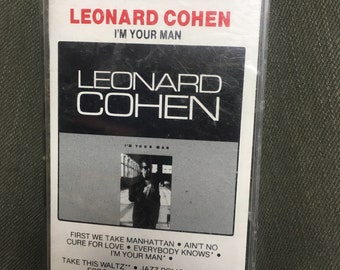 LEONARD COHEN
I'M YOUR MAN
LEONARD
COHEN
I'M YOUR MAN
FIRST WE TAKE MANHATTAN • AIN'T NO
CURE FOR LOVE • EVERYBODY KNOWS*
I'M YOUR MAN* •
TAKE THIS WALTZ** • JAZZ